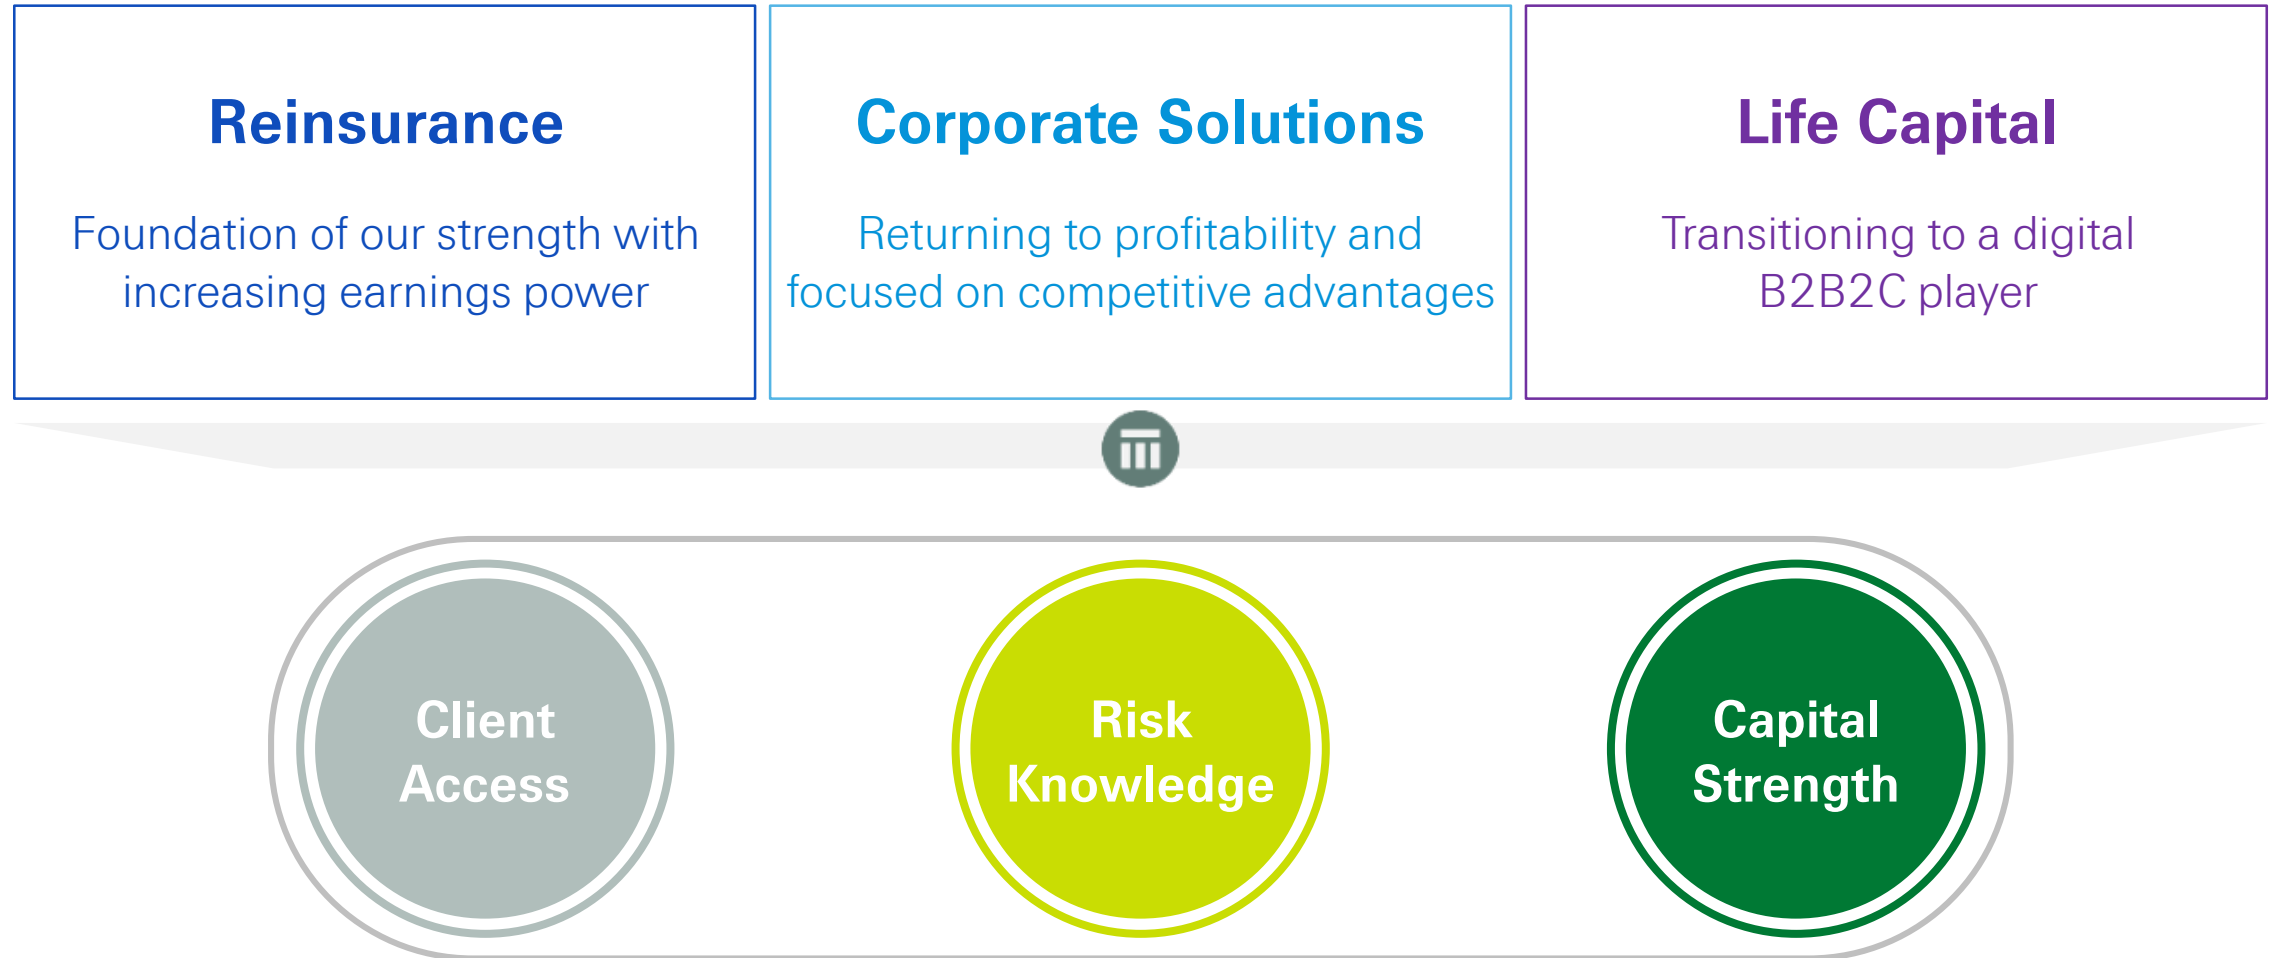 Reinsurance
Foundation of our strength with
increasing earnings power
Corporate Solutions
Returning to profitability and
focused on competitive advantages
Life Capital
Transitioning to a digital
B2B2C player
Client
Access
Risk
Knowledge
Capital
Strength